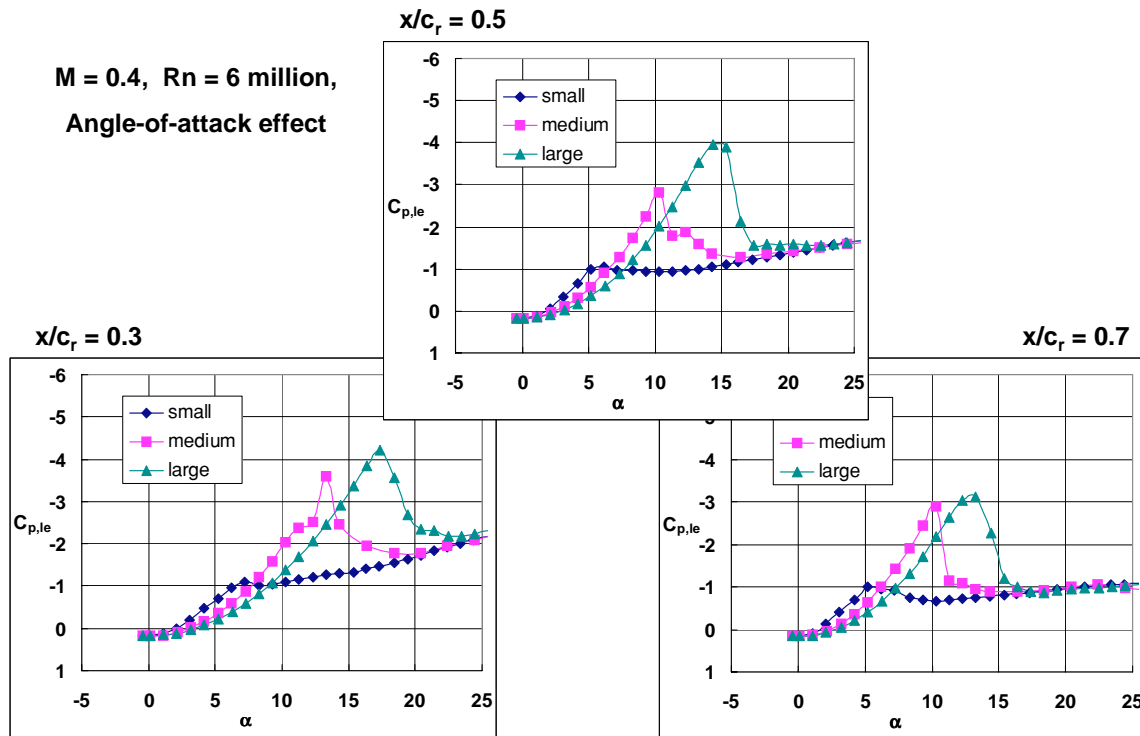 x/cr = 0.5
M = 0.4, Rn = 6 million,
Angle-of-attack effect
-6
-5
-4
-3
-2
-1
0
1
Cp,le
small
medium
large
-5 0 5 10 15 20 25
α
x/cr = 0.3
-6
-5
-4
-3
-2
-1
0
1
Cp,le
small
medium
large
-5 0 5 10 15 20 25
α
x/cr = 0.7
-4
-3
-2
-1
0
1
Cp,le
medium
large
-5 0 5 10 15 20 25
α